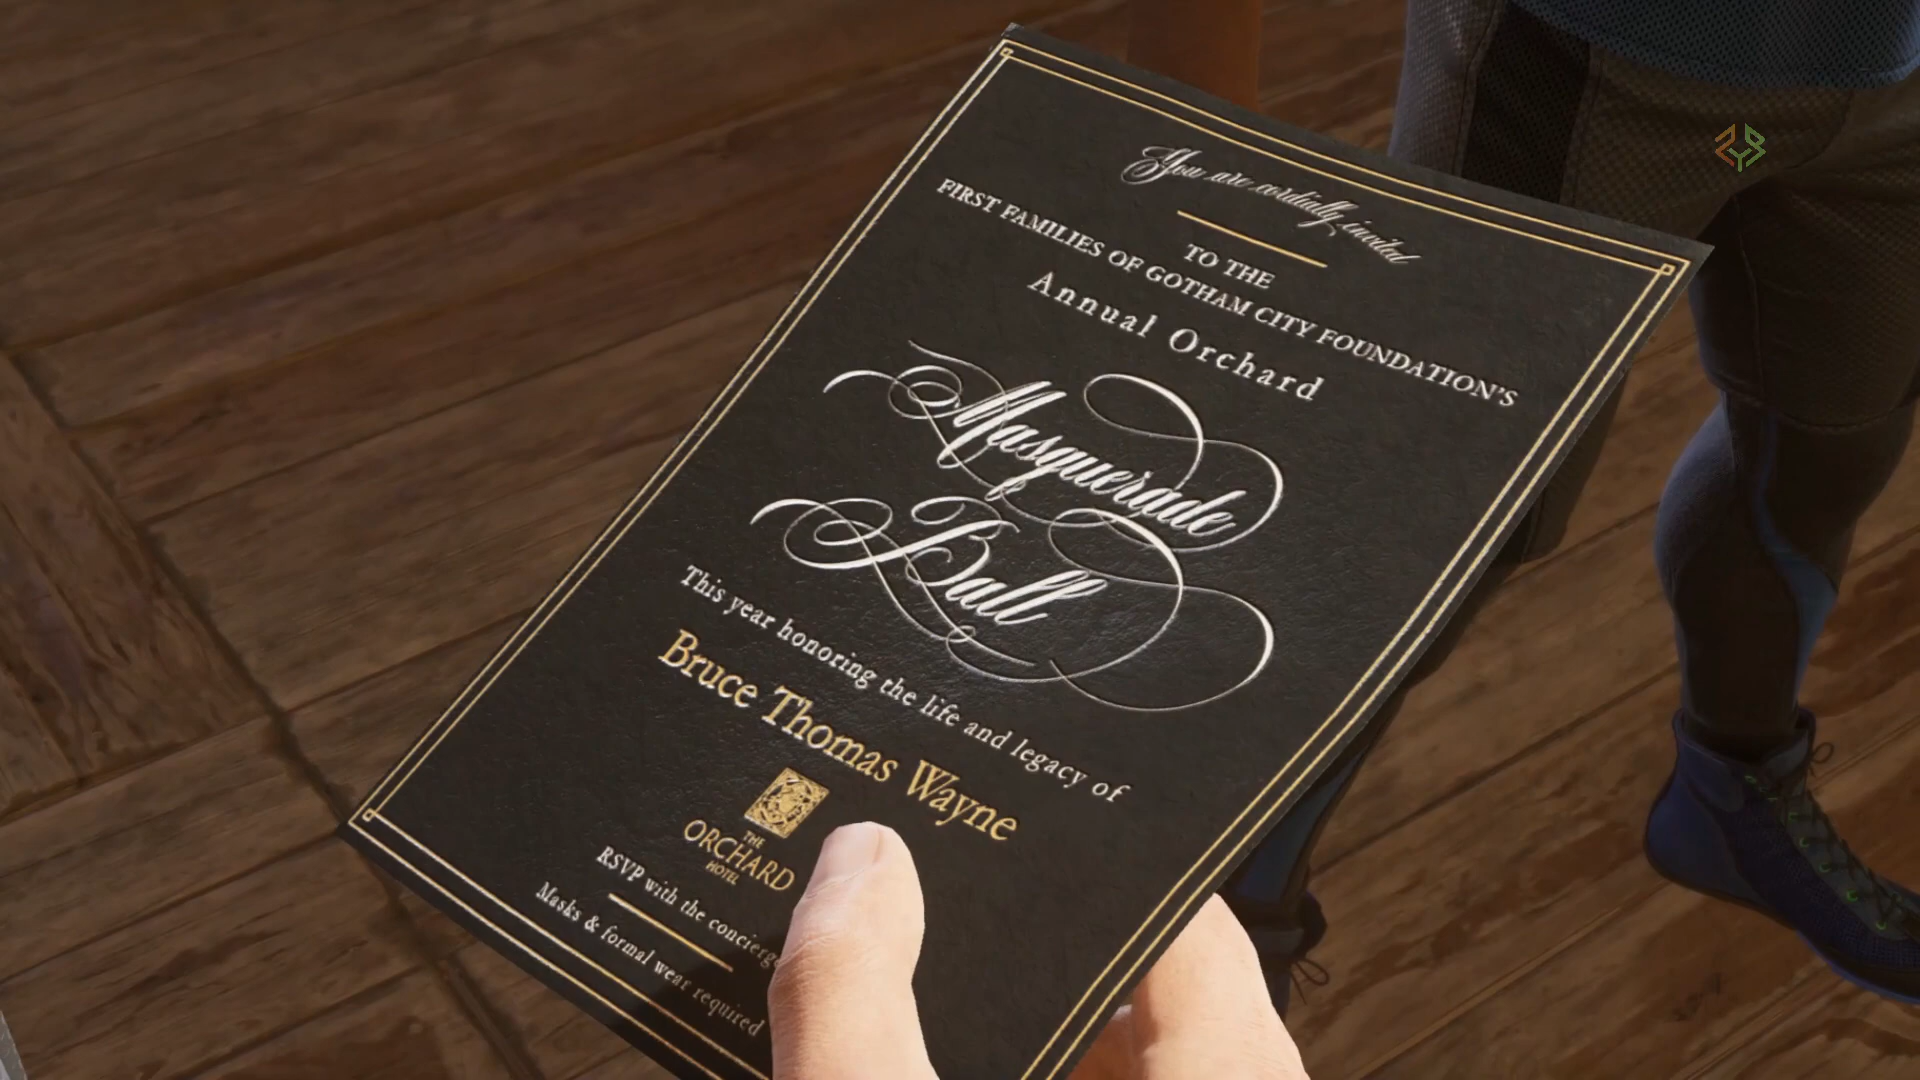 You are cordially invited
TO THE
FIRST FAMILIES OF GOTHAM CITY FOUNDATION'S
Annual Orchard
Masquerade
Ball
This year honoring the life and legacy of
Bruce Thomas Wayne
THE
ORCHARD
HOTEL
RSVP with the concierge
Masks & formal wear required